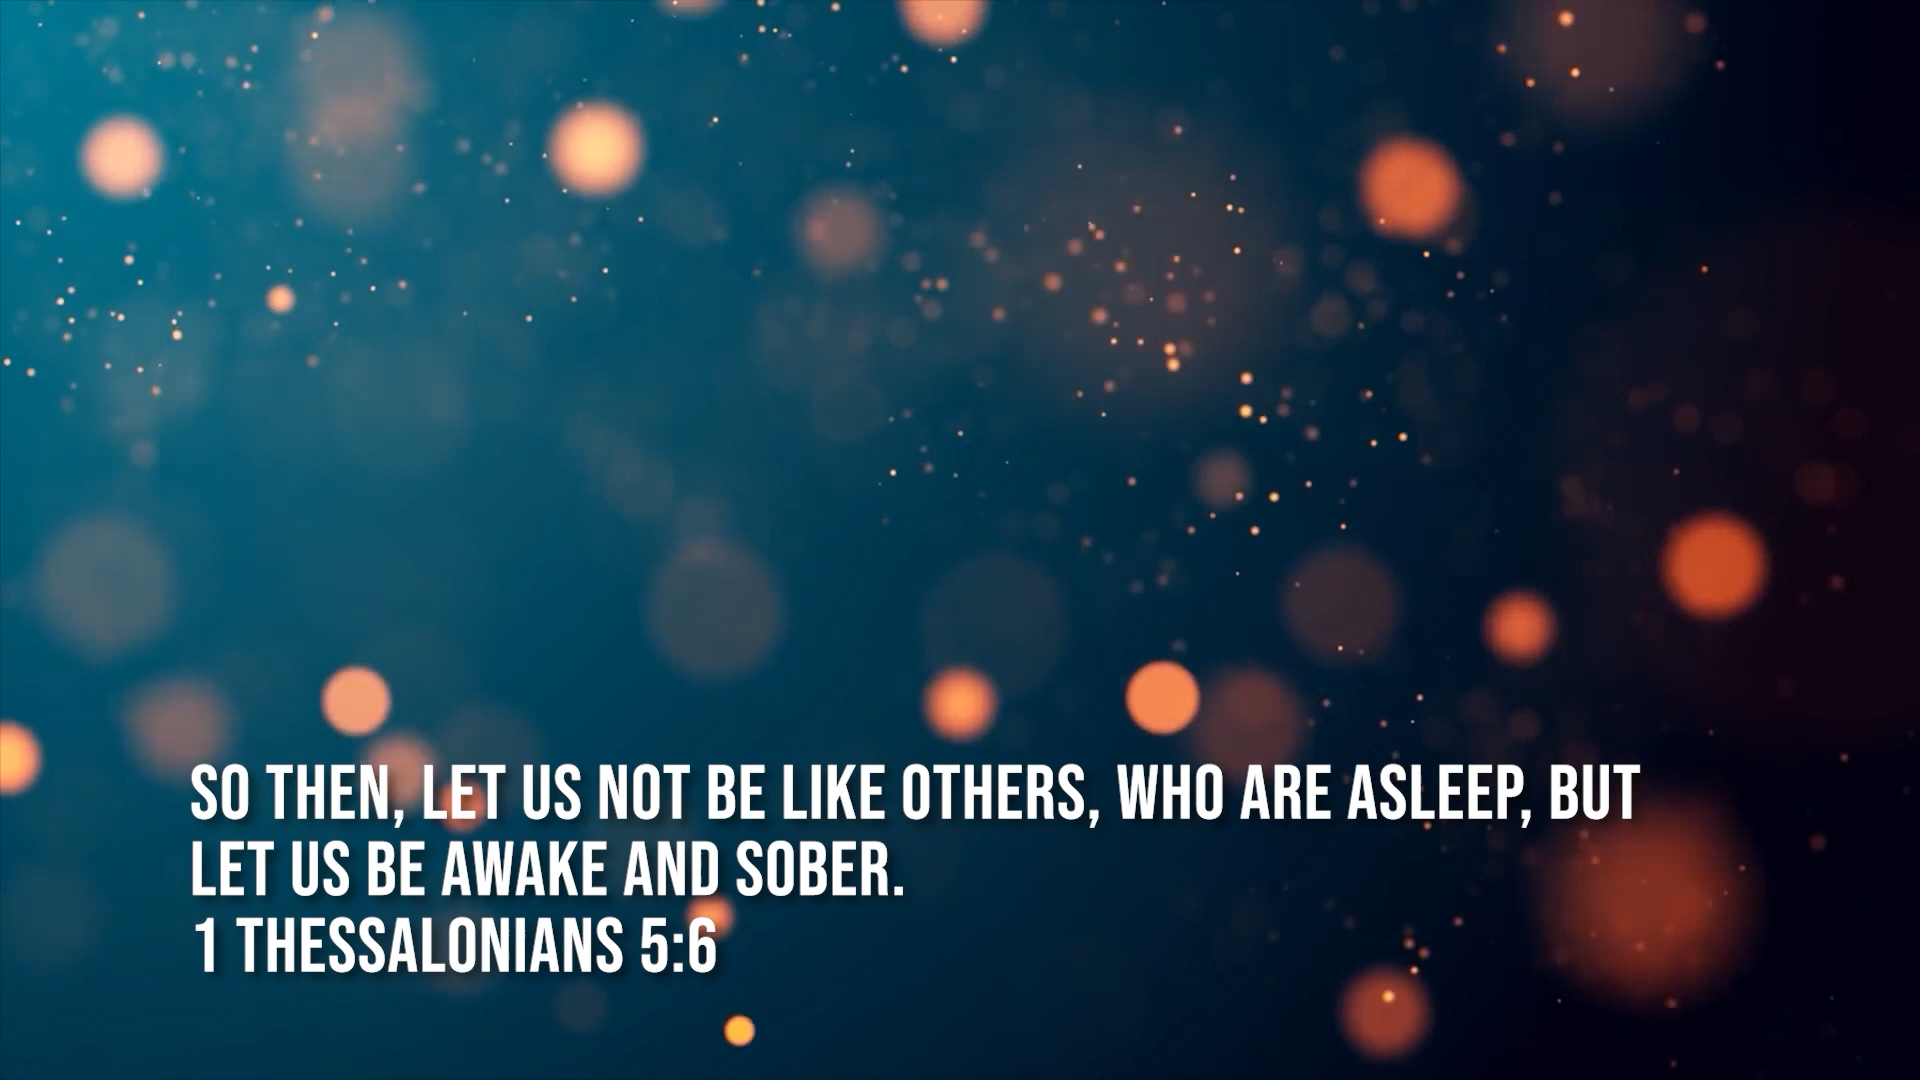 SO THEN, LET US NOT BE LIKE OTHERS, WHO ARE ASLEEP, BUT
LET US BE AWAKE AND SOBER.
1 THESSALONIANS 5:6